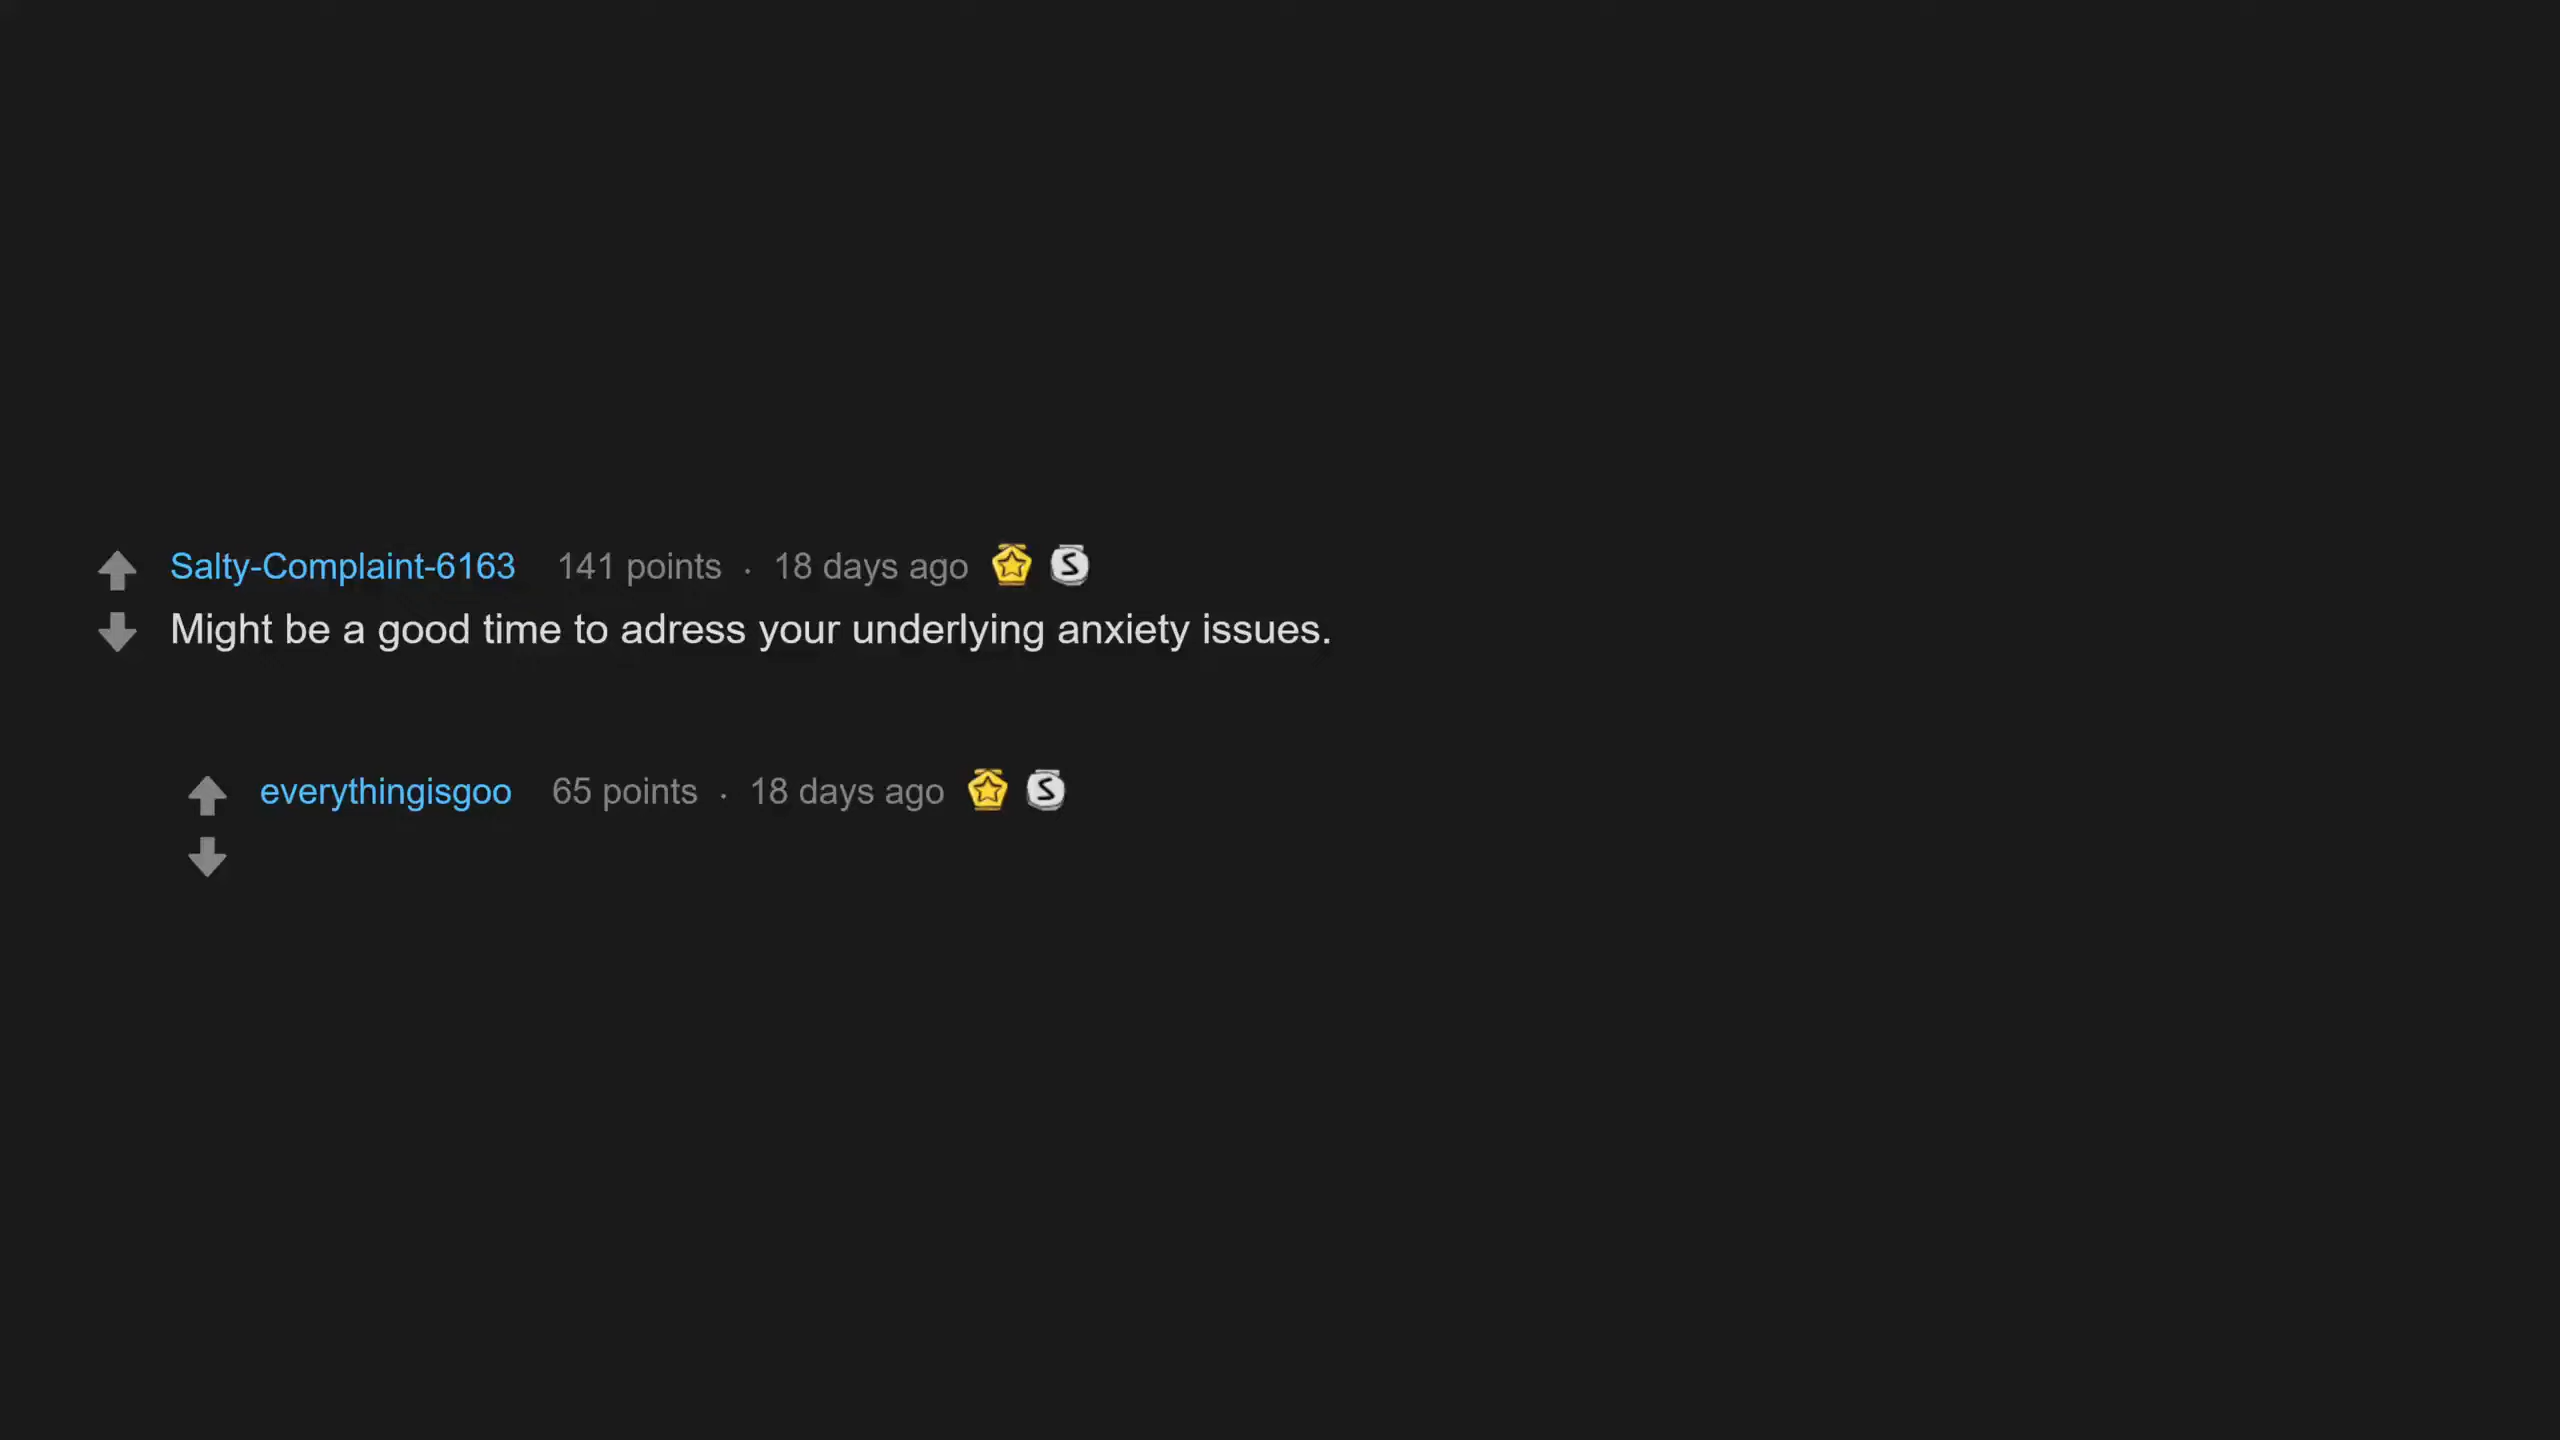 Salty-Complaint-6163 141 points · 18 days ago S
Might be a good time to adress your underlying anxiety issues.
everythingisgoo 65 points · 18 days ago S